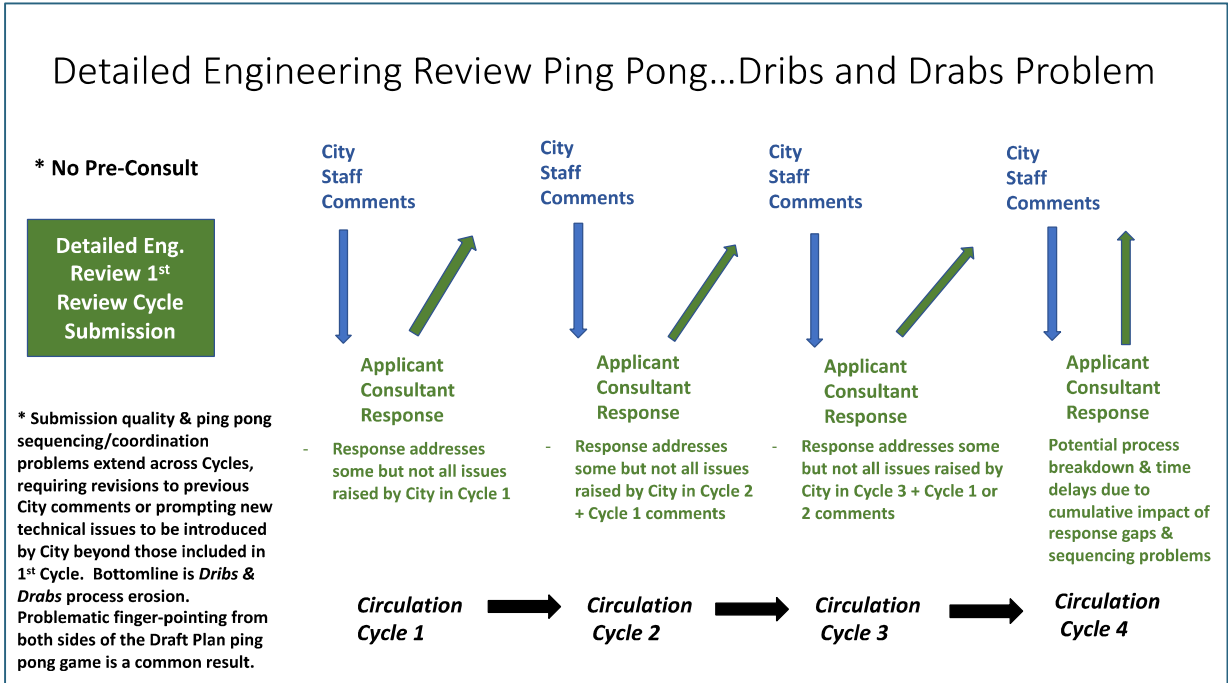 Detailed Engineering Review Ping Pong...Dribs and Drabs Problem
* No Pre-Consult
Detailed Eng.
Review 1st
Review Cycle
Submission
* Submission quality & ping pong
sequencing/coordination
problems extend across Cycles,
requiring revisions to previous
City comments or prompting new
technical issues to be introduced
by City beyond those included in
1st Cycle. Bottomline is Dribs &
Drabs process erosion.
Problematic finger-pointing from
both sides of the Draft Plan ping
pong game is a common result.
City
Staff
Comments
Applicant
Consultant
Response
- Response addresses
some but not all issues
raised by City in Cycle 1
Circulation
Cycle 1
City
Staff
Comments
Applicant
Consultant
Response
- Response addresses
some but not all issues
raised by City in Cycle 2
+ Cycle 1 comments
Circulation
Cycle 2
City
Staff
Comments
Applicant
Consultant
Response
- Response addresses some
but not all issues raised by
City in Cycle 3 + Cycle 1 or
2 comments
Circulation
Cycle 3
City
Staff
Comments
Applicant
Consultant
Response
Potential process
breakdown & time
delays due to
cumulative impact of
response gaps &
sequencing problems
Circulation
Cycle 4